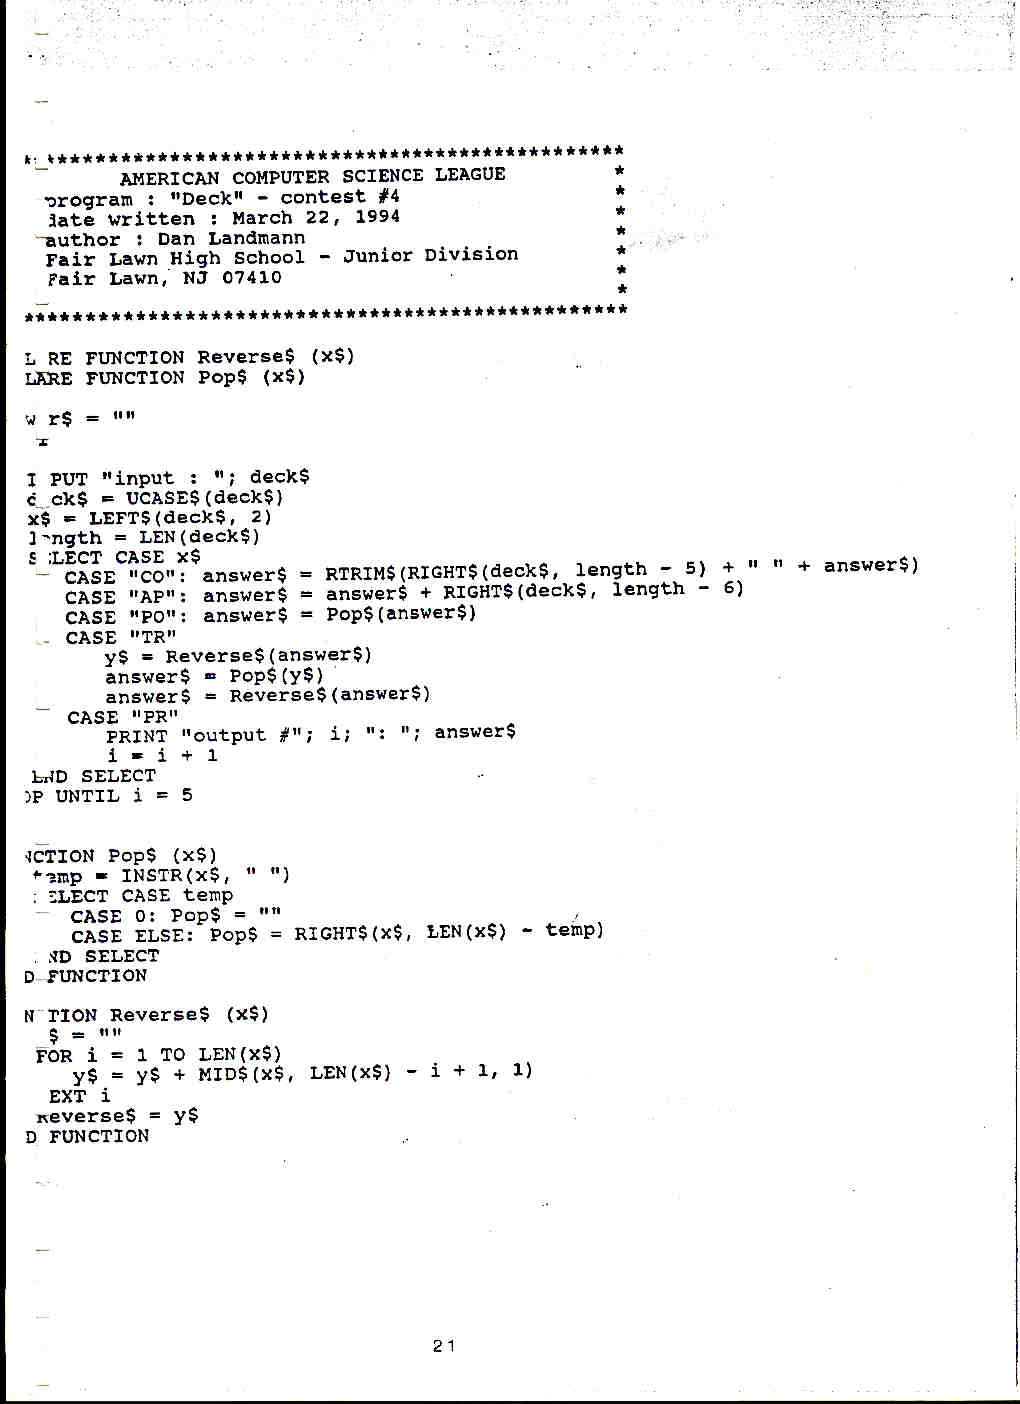 **************************************************
AMERICAN COMPUTER SCIENCE LEAGUE *
program : "Deck" - contest #4 *
date written : March 22, 1994 *
author : Dan Landmann *
Fair Lawn High School - Junior Division *
Fair Lawn, NJ 07410 *
*
**************************************************
L RE FUNCTION Reverse$ (x$)
LARE FUNCTION Pop$ (x$)
w r$ = ""
I PUT "input : "; deck$
d ck$ = UCASE$(deck$)
x$ = LEFT$(deck$, 2)
l ngth = LEN(deck$)
S ELECT CASE x$
CASE "CO": answer$ = RTRIM$(RIGHT$(deck$, length - 5) + " " + answer$)
CASE "AP": answer$ = answer$ + RIGHT$(deck$, length - 6)
CASE "PO": answer$ = Pop$(answer$)
CASE "TR"
y$ = Reverse$(answer$)
answer$ = Pop$(y$)
answer$ = Reverse$(answer$)
CASE "PR"
PRINT "output #"; i; ": "; answer$
i = i + 1
END SELECT
OP UNTIL i = 5
NCTION Pop$ (x$)
temp = INSTR(x$, " ")
ELECT CASE temp
CASE 0: Pop$ = ""
CASE ELSE: Pop$ = RIGHT$(x$, LEN(x$) - temp)
ND SELECT
D FUNCTION
N TION Reverse$ (x$)
$ = ""
FOR i = 1 TO LEN(x$)
y$ = y$ + MID$(x$, LEN(x$) - i + 1, 1)
EXT i
Reverse$ = y$
D FUNCTION
21